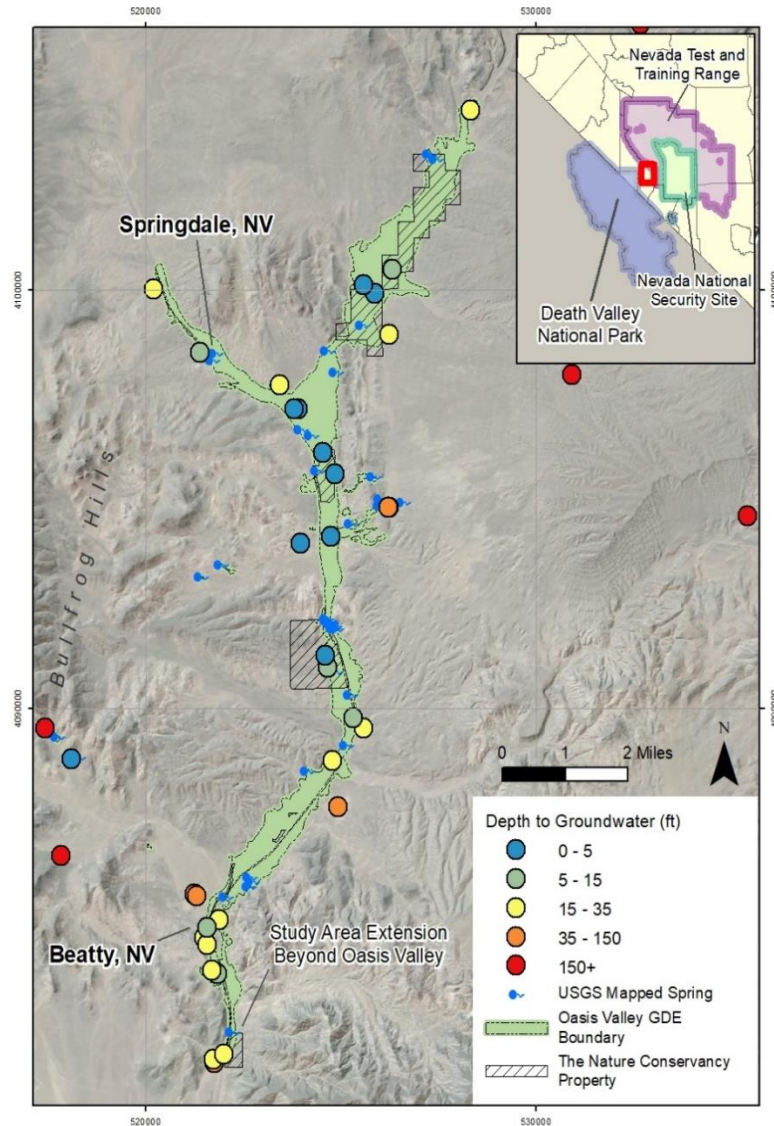 520000
530000
Nevada Test and
Training Range
Springdale, NV
4100000
Death Valley
National Park
Nevada National
Security Site
Bullfrog Hills
4090000
N
0 1 2 Miles
Depth to Groundwater (ft)
0 - 5
5 - 15
15 - 35
35 - 150
150+
USGS Mapped Spring
Oasis Valley GDE
Boundary
The Nature Conservancy
Property
Study Area Extension
Beyond Oasis Valley
Beatty, NV
520000
530000